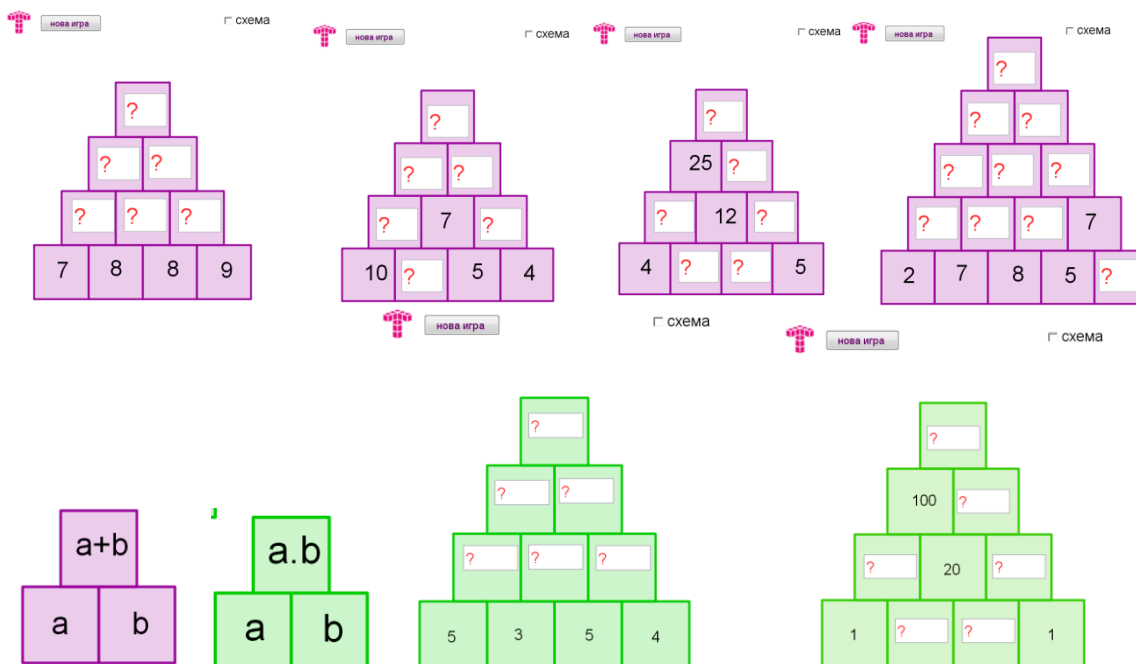 нова игра
схема
?
? ?
? ? ?
7 8 8 9
нова игра
схема
?
? ?
? 7 ?
10 ? 5 4
нова игра
схема
?
25 ?
? 12 ?
4 ? ? 5
нова игра
схема
?
? ?
? ? ?
? ? ? 7
2 7 8 5 ?
a+b
a b
a.b
a b
нова игра
схема
?
? ?
? ? ?
5 3 5 4
нова игра
схема
?
100 ?
? 20 ?
1 ? ? 1